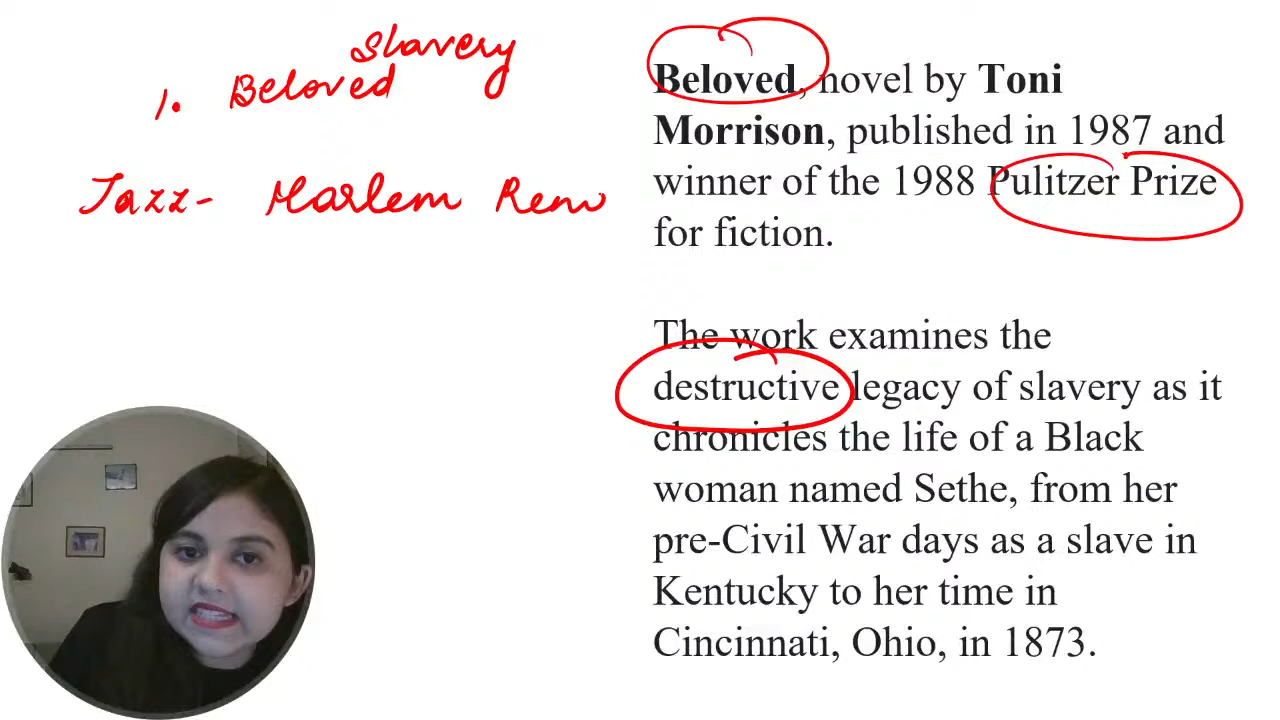 slavery
1. Beloved
Jazz- Harlem Rena
Beloved, novel by Toni
Morrison, published in 1987 and
winner of the 1988 Pulitzer Prize
for fiction.
The work examines the
destructive legacy of slavery as it
chronicles the life of a Black
woman named Sethe, from her
pre-Civil War days as a slave in
Kentucky to her time in
Cincinnati, Ohio, in 1873.